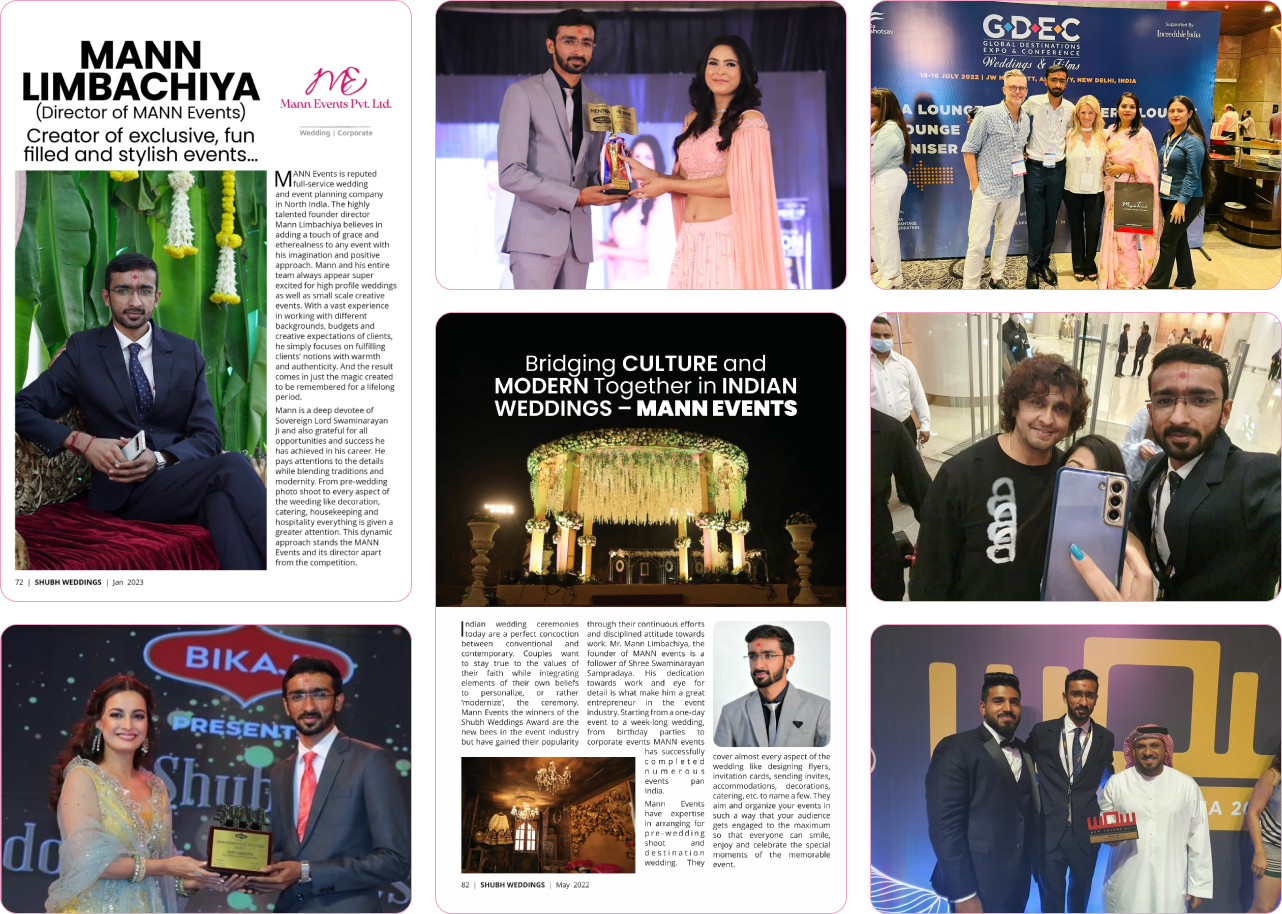 MANN
LIMBACHIYA
(Director of MANN Events)
Creator of exclusive, fun
filled and stylish events...
ME
Mann Events Pvt. Ltd.
Wedding | Corporate
MANN Events is reputed
full-service wedding
and event planning company
in North India. The highly
talented founder director
Mann Limbachiya believes in
adding a touch of grace and
etherealness to any event with
his imagination and positive
approach. Mann and his entire
team always appear super
excited for high profile weddings
as well as small scale creative
events. With a vast experience
in working with different
backgrounds, budgets and
creative expectations of clients,
he simply focuses on fulfilling
clients' notions with warmth
and authenticity. And the result
comes in just the magic created
to be remembered for a lifelong
period.
Mann is a deep devotee of
Sovereign Lord Swaminarayan
Ji and also grateful for all
opportunities and success he
has achieved in his career. He
pays attentions to the details
while blending traditions and
modernity. From pre-wedding
photo shoot to every aspect of
the weeding like decoration,
catering, housekeeping and
hospitality everything is given a
greater attention. This dynamic
approach stands the MANN
Events and its director apart
from the competition.
72 | SHUBH WEDDINGS | Jan 2023
GDEC
GLOBAL DESTINATIONS
EXPO & CONFERENCE
Weddings & Films
Supported By
Incredible India
14-16 JULY 2022 | JW NEW DELHI, INDIA
A LOUNG
OUNGE
NISER
LOU
Bridging CULTURE and
MODERN Together in INDIAN
WEDDINGS – MANN EVENTS
Indian wedding ceremonies
today are a perfect concoction
between conventional and
contemporary. Couples want
to stay true to the values of
their faith while integrating
elements of their own beliefs
to personalize, or rather
'modernize', the ceremony.
Mann Events the winners of the
Shubh Weddings Award are the
new bees in the event industry
but have gained their popularity
through their continuous efforts
and disciplined attitude towards
work. Mr. Mann Limbachiya, the
founder of MANN events is a
follower of Shree Swaminarayan
Sampradaya. His dedication
towards work and eye for
detail is what make him a great
entrepreneur in the event
industry. Starting from a one-day
event to a week-long wedding,
from birthday parties to
corporate events MANN events
has successfully
completed
numerous
events pan
India.
Mann Events
have expertise
in arranging for
pre-wedding
shoot and
destination
wedding. They
cover almost every aspect of the
wedding like designing flyers,
invitation cards, sending invites,
accommodations, decorations,
catering, etc. to name a few. They
aim and organize your events in
such a way that your audience
gets engaged to the maximum
so that everyone can smile,
enjoy and celebrate the special
moments of the memorable
event.
82 | SHUBH WEDDINGS | May 2022
BIKAJI
PRESENT
Shub